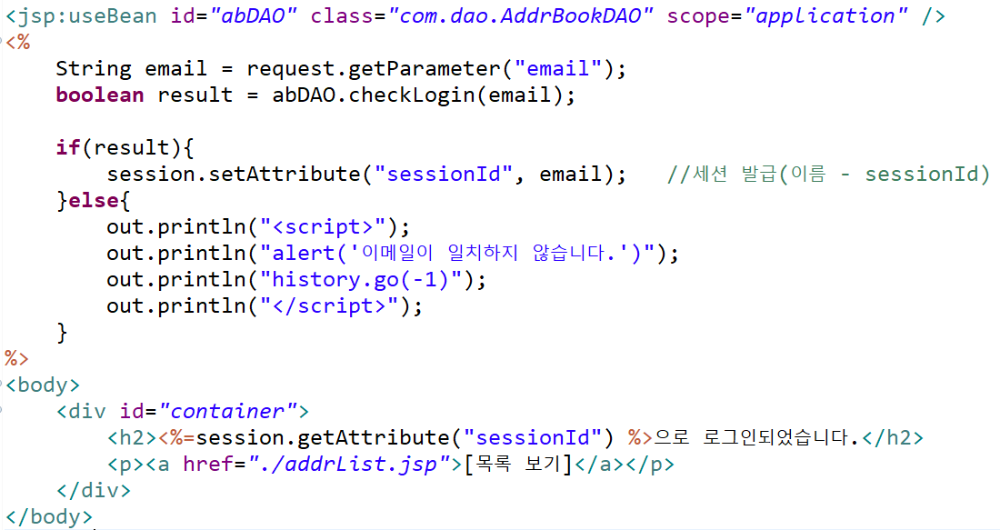 <jsp:useBean id="abDAO" class="com.dao.AddrBookDAO" scope="application" />
<%
    String email = request.getParameter("email");
    boolean result = abDAO.checkLogin(email);

    if(result){
        session.setAttribute("sessionId", email);   //세션 발급(이름 - sessionId)
    }else{
        out.println("<script>");
        out.println("alert('이메일이 일치하지 않습니다.')");
        out.println("history.go(-1)");
        out.println("</script>");
    }
%>
<body>
    <div id="container">
        <h2><%=session.getAttribute("sessionId") %>으로 로그인되었습니다.</h2>
        <p><a href="./addrList.jsp">[목록 보기]</a></p>
    </div>
</body>